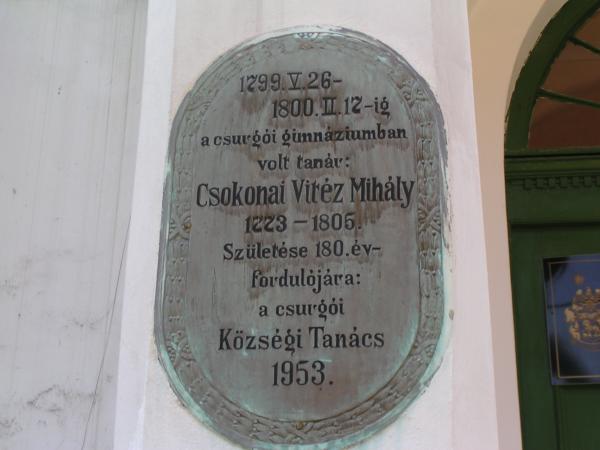 1799.V.26-
1800.II.17-ig
a csurgói gimnáziumban
volt tanár:
Csokonai Vitéz Mihály
1773-1805.
Születése 180.év-
fordulójára:
a csurgói
Községi Tanács
1953.